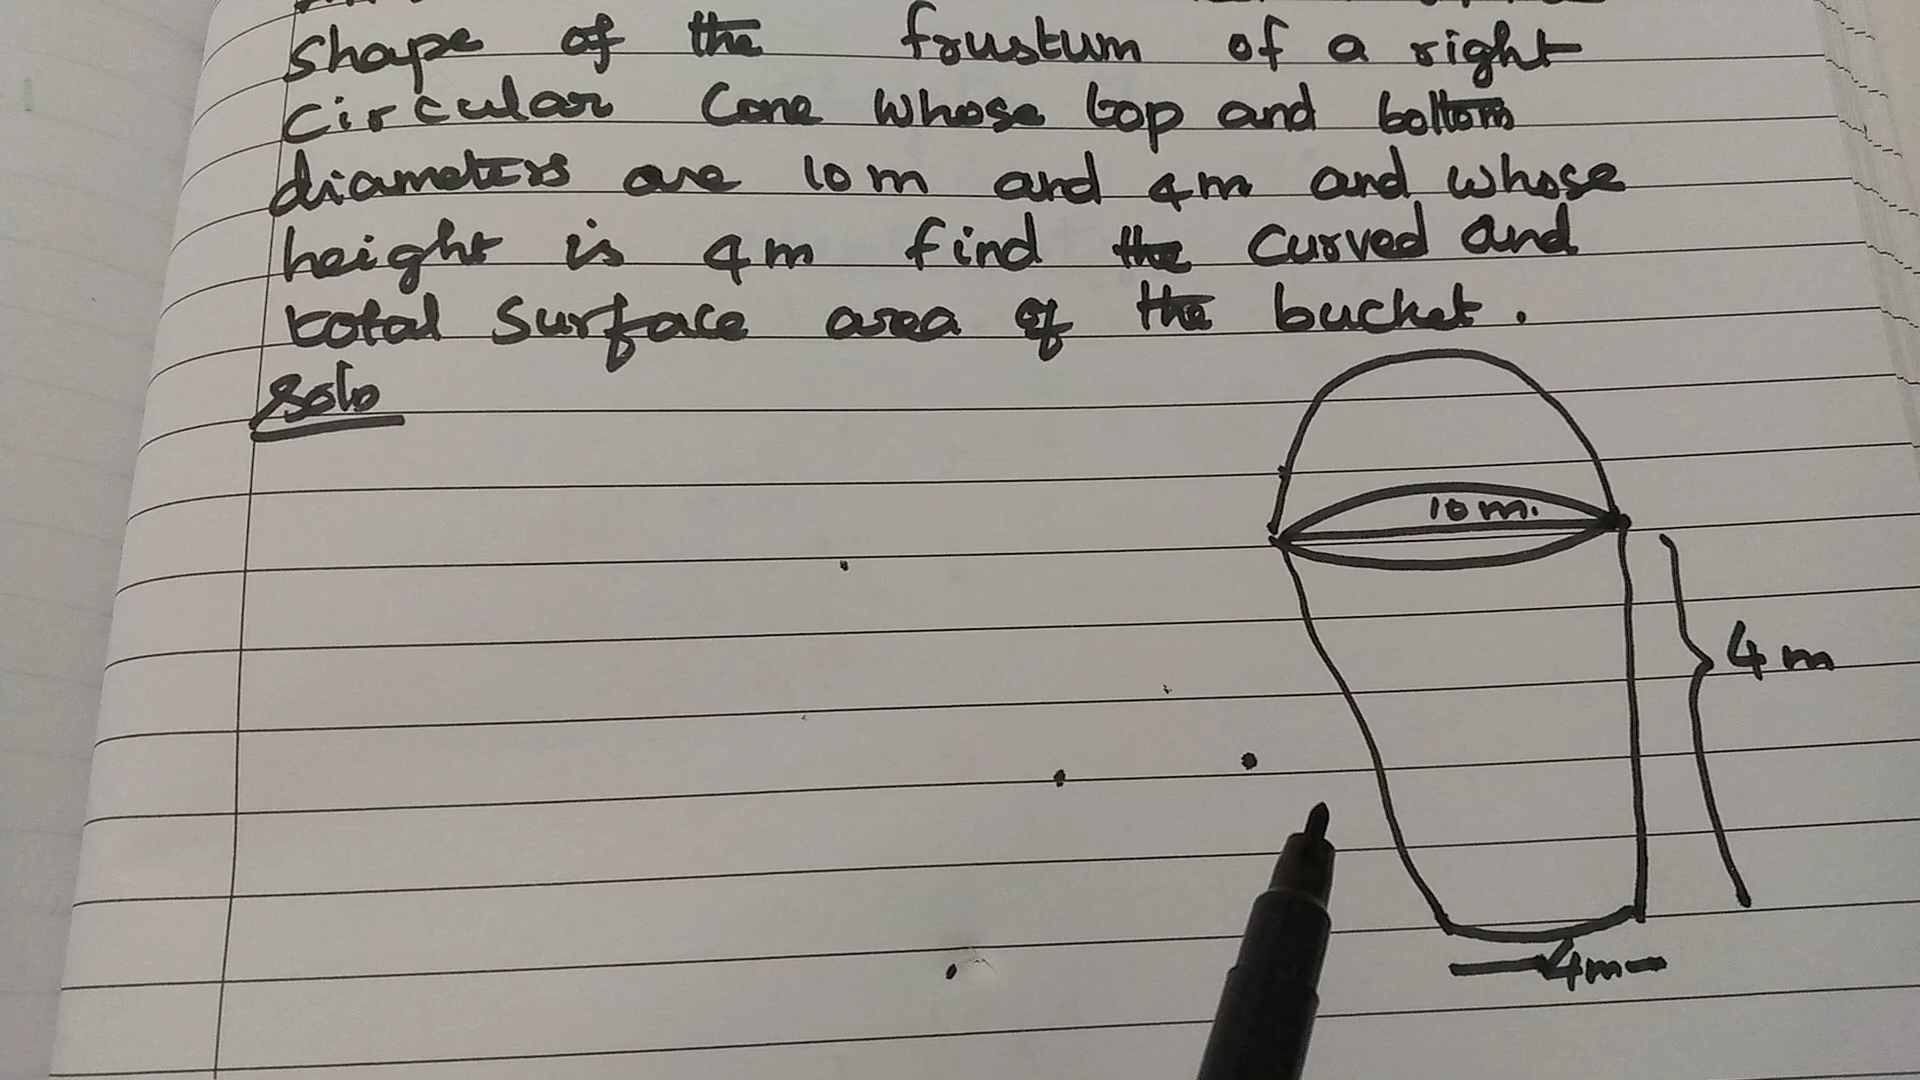 shape of the frustum of a right
circular Cone whose top and bottom
diameters are 10m and 4m and whose
height is 4m find the curved and
total surface area of the bucket.
Soln
10m.
4m
4m